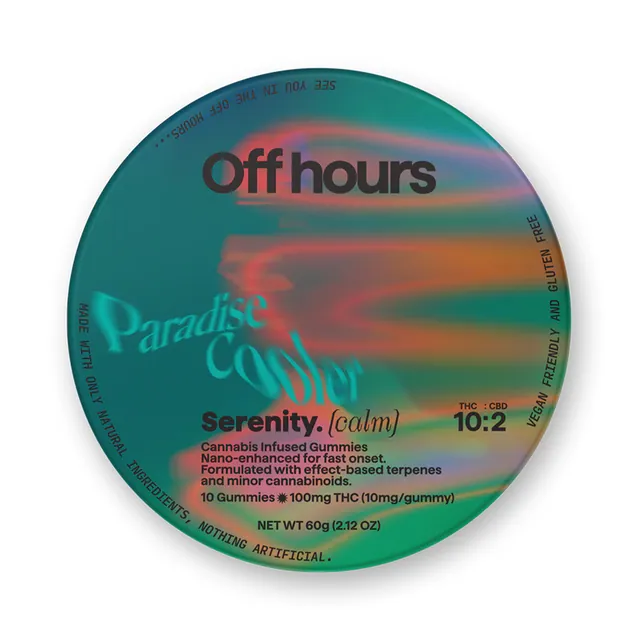 SEE YOU IN THE OFF HOURS...
Off hours
Paradise
Cooler
Serenity. (calm)
THC : CBD
10:2
Cannabis Infused Gummies
Nano-enhanced for fast onset.
Formulated with effect-based terpenes
and minor cannabinoids.
10 Gummies ✹ 100mg THC (10mg/gummy)
NET WT 60g (2.12 OZ)
MADE WITH ONLY NATURAL INGREDIENTS, NOTHING ARTIFICIAL.
VEGAN FRIENDLY AND GLUTEN FREE